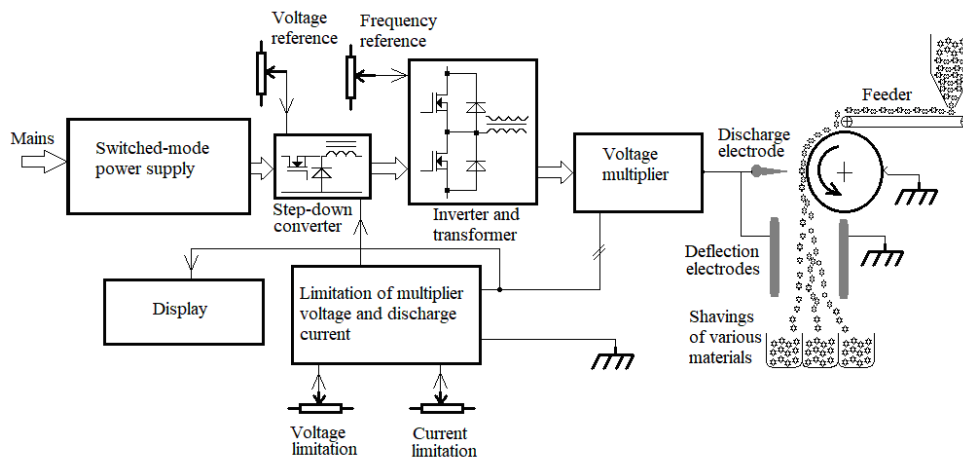 Voltage
reference
Frequency
reference
Feeder
Mains
Switched-mode
power supply
Discharge
electrode
Voltage
multiplier
Step-down
converter
Inverter and
transformer
Deflection
electrodes
Display
Limitation of multiplier
voltage and discharge
current
Shavings
of various
materials
Voltage
limitation
Current
limitation